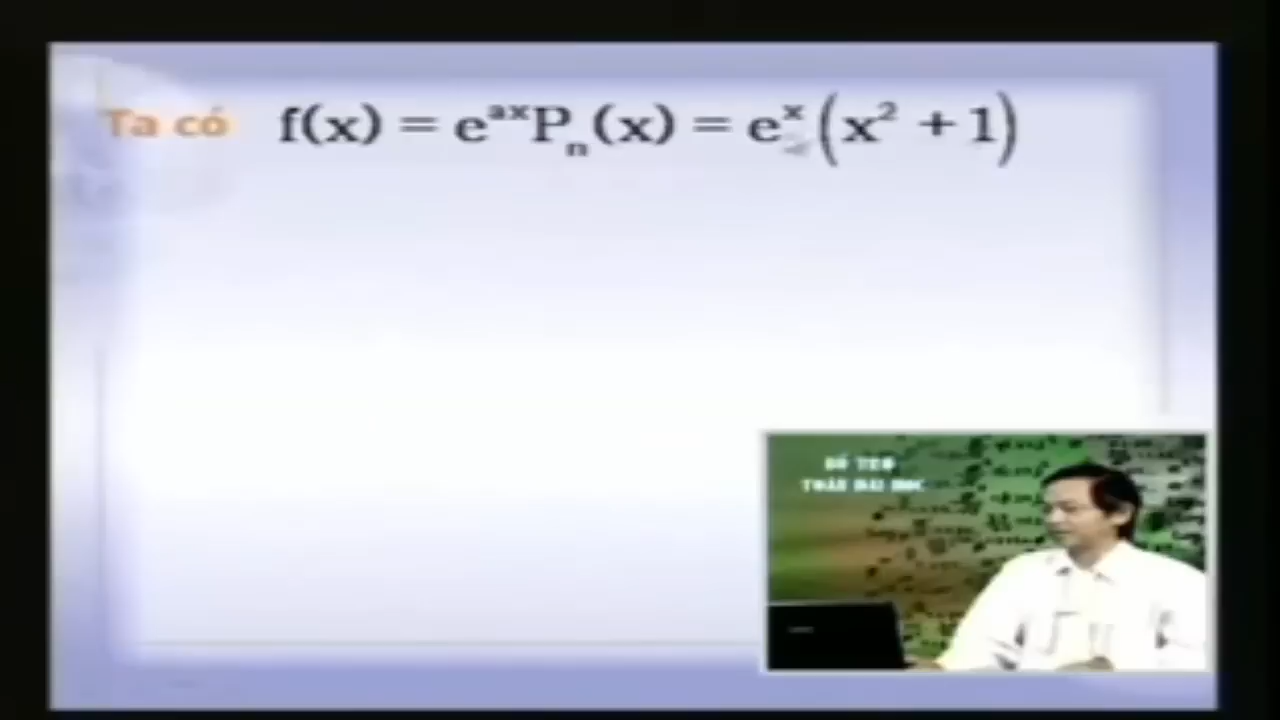 Ta có f(x) = e^{ax}P_n(x) = e^x(x^2 + 1)